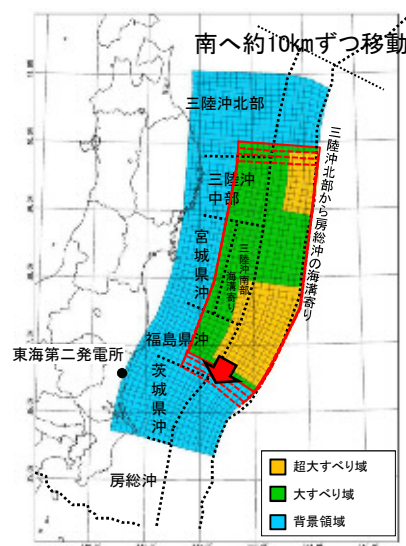 南へ約10kmずつ移動
三陸沖北部
三陸沖北部から房総沖の海溝寄り
三陸沖
中部
宮城県沖
三陸沖南部
海溝寄り
福島県沖
東海第二発電所
茨城県沖
房総沖
超大すべり域
大すべり域
背景領域